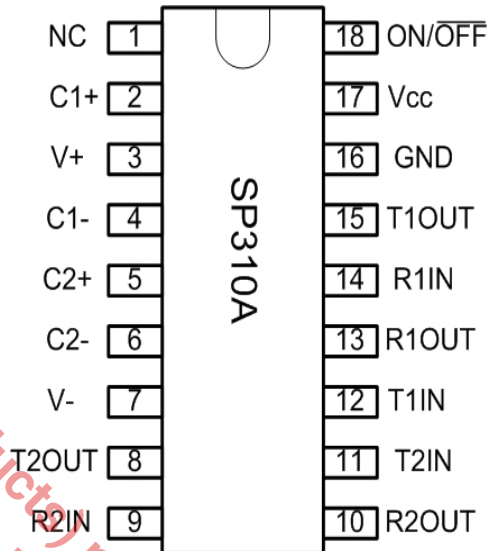 NC 1 18 ON/OFF
C1+ 2 17 Vcc
V+ 3 16 GND
C1- 4 15 T1OUT
C2+ 5 14 R1IN
C2- 6 13 R1OUT
V- 7 12 T1IN
T2OUT 8 11 T2IN
R2IN 9 10 R2OUT
SP310A